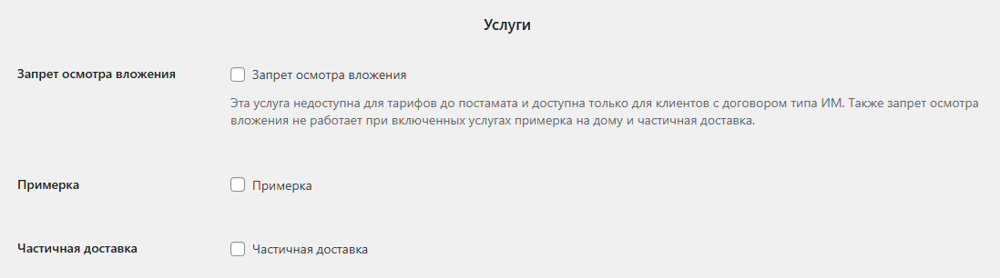 Услуги
Запрет осмотра вложения
Запрет осмотра вложения
Эта услуга недоступна для тарифов до постамата и доступна только для клиентов с договором типа ИМ. Также запрет осмотра
вложения не работает при включенных услугах примерка на дому и частичная доставка.
Примерка
Примерка
Частичная доставка
Частичная доставка